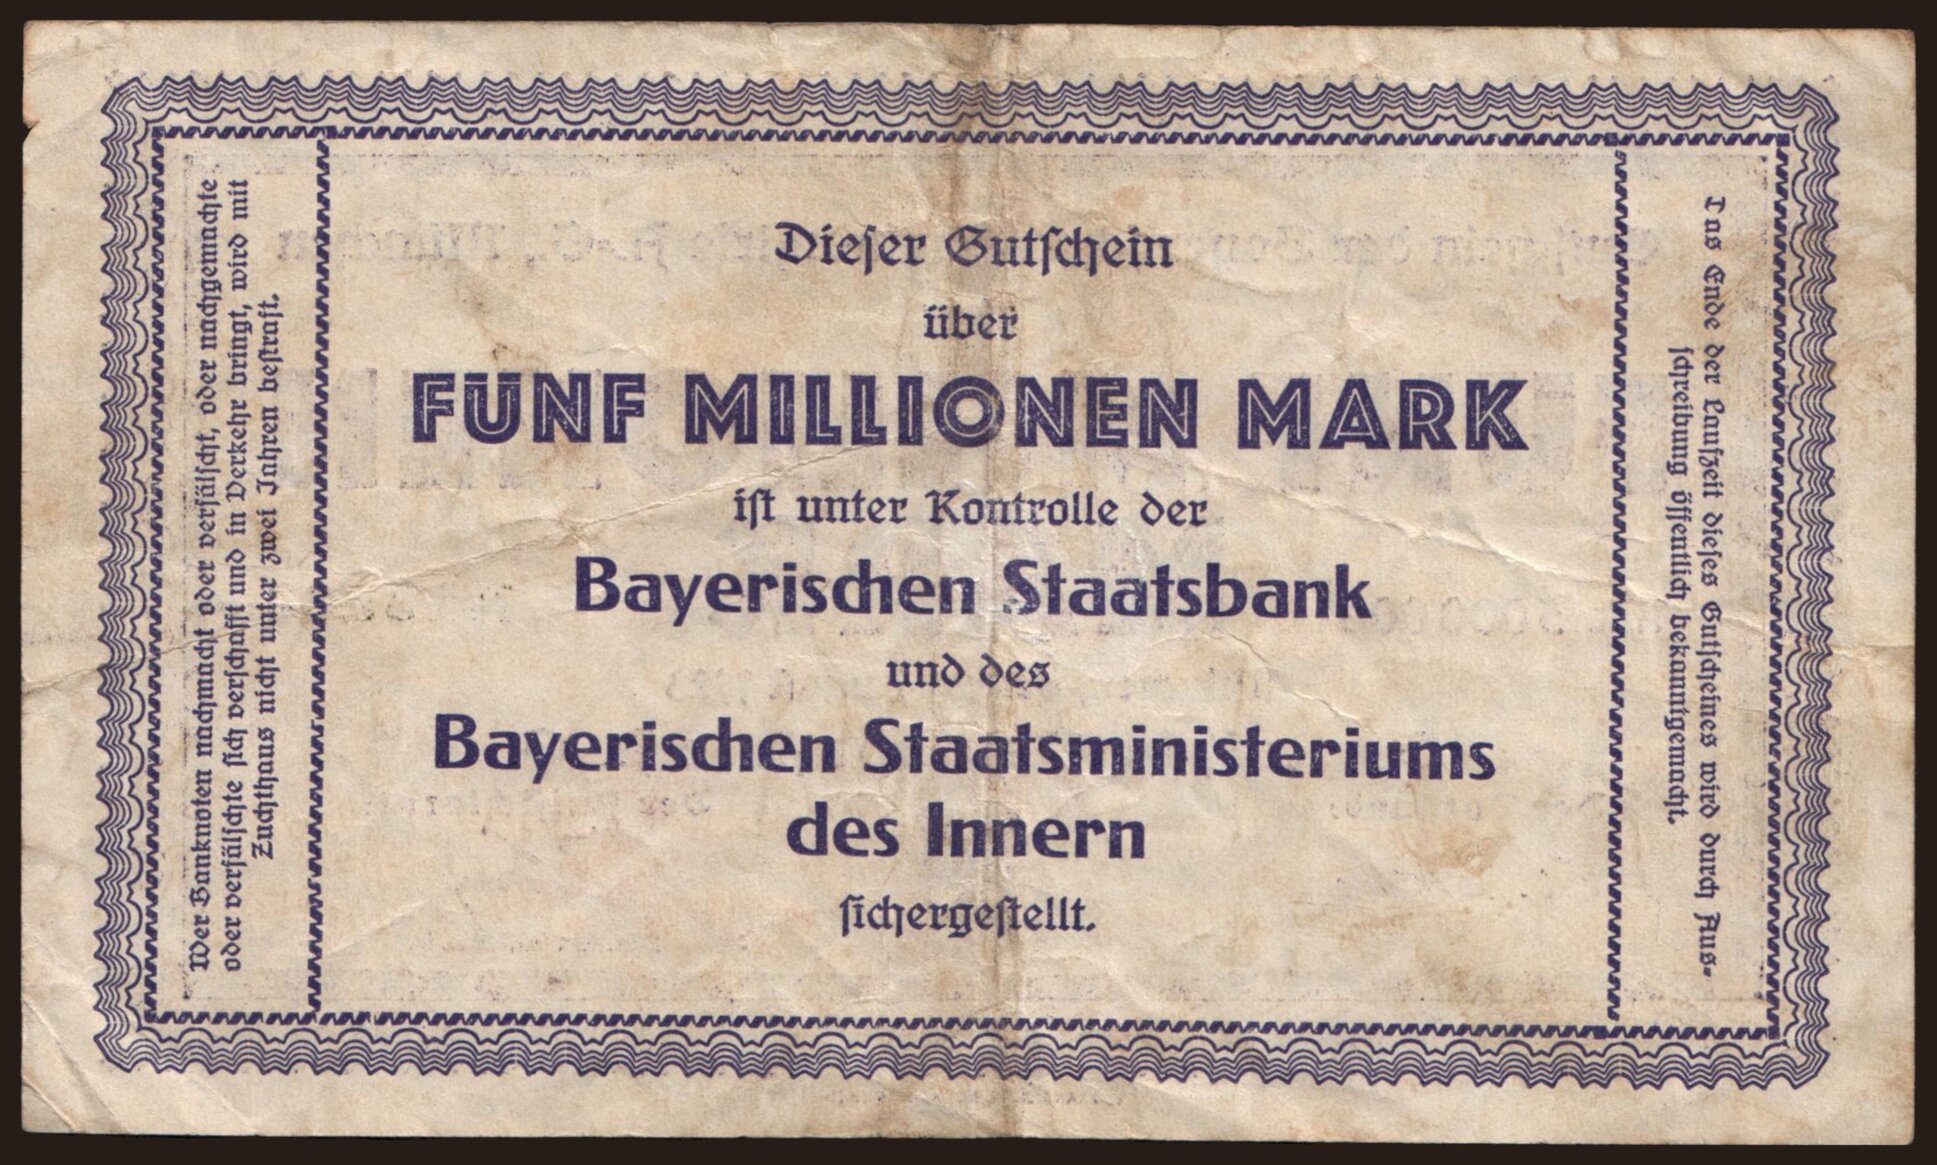 Wer Banknoten nachmacht oder verfälscht, oder nachgemachte
oder verfälschte sich verschafft und in Verkehr bringt, wird mit
Zuchthaus nicht unter zwei Jahren bestraft.
Dieser Gutschein
über
FÜNF MILLIONEN MARK
ist unter Kontrolle der
Bayerischen Staatsbank
und des
Bayerischen Staatsministeriums
des Innern
sichergestellt.
Das Ende der Laufzeit dieses Gutscheines wird durch Aus-
schreibung öffentlich bekanntgemacht.